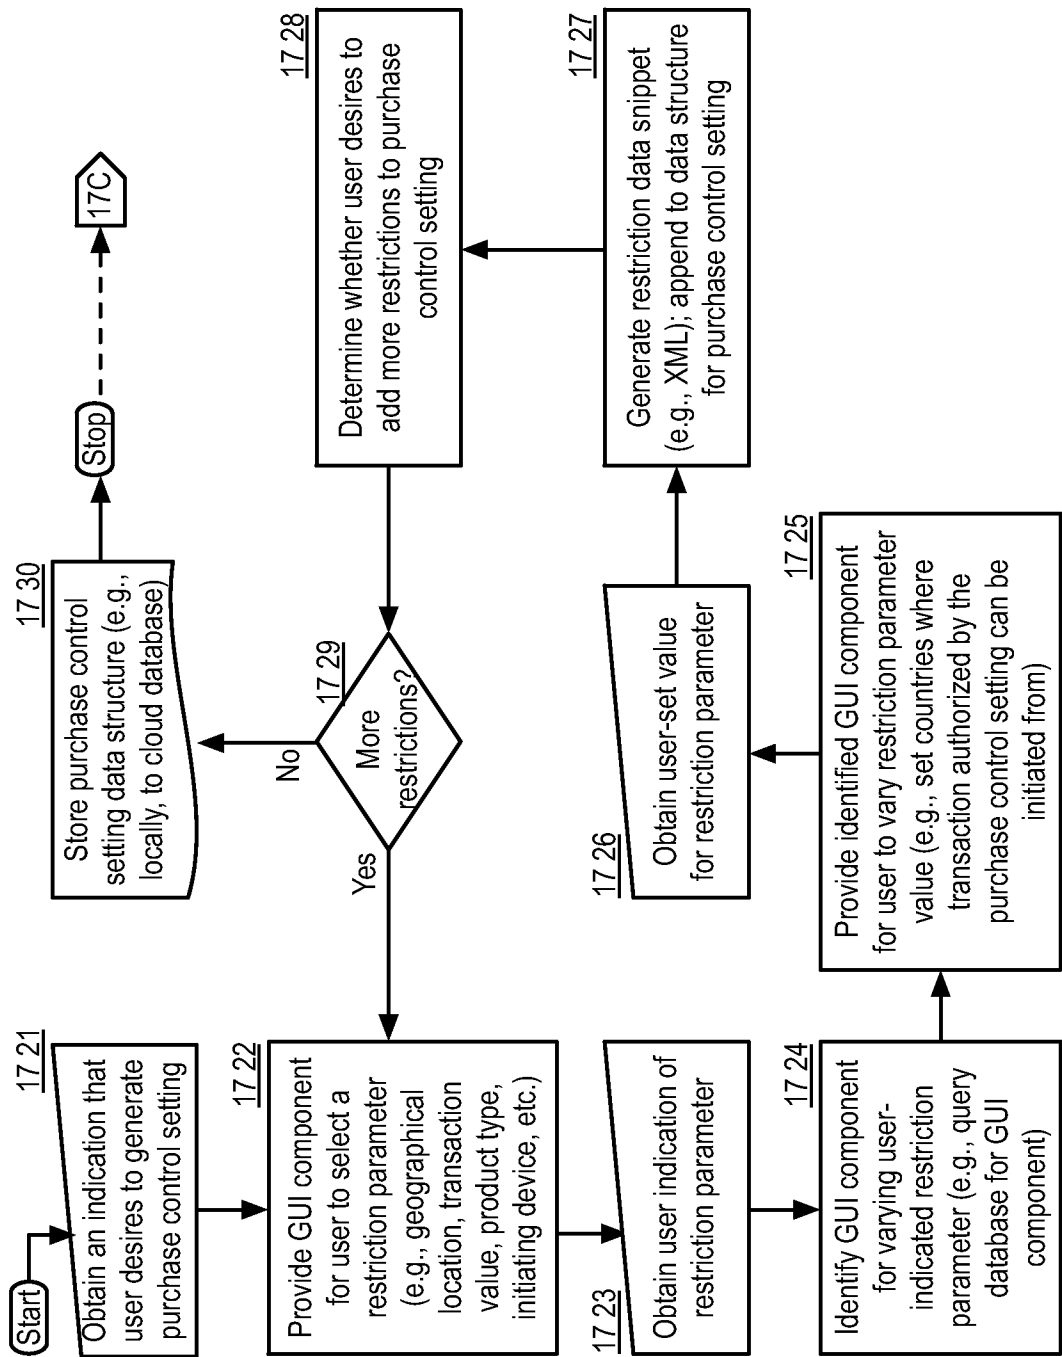 Start
17 21
Obtain an indication that
user desires to generate
purchase control setting
17 22
Provide GUI component
for user to select a
restriction parameter
(e.g., geographical
location, transaction
value, product type,
initiating device, etc.)
17 23
Obtain user indication of
restriction parameter
17 24
Identify GUI component
for varying user-
indicated restriction
parameter (e.g., query
database for GUI
component)
17 25
Provide identified GUI component
for user to vary restriction parameter
value (e.g., set countries where
transaction authorized by the
purchase control setting can be
initiated from)
17 26
Obtain user-set value
for restriction parameter
17 27
Generate restriction data snippet
(e.g., XML); append to data structure
for purchase control setting
17 28
Determine whether user desires to
add more restrictions to purchase
control setting
17 29
More
restrictions?
Yes
No
17 30
Store purchase control
setting data structure (e.g.,
locally, to cloud database)
Stop
17C